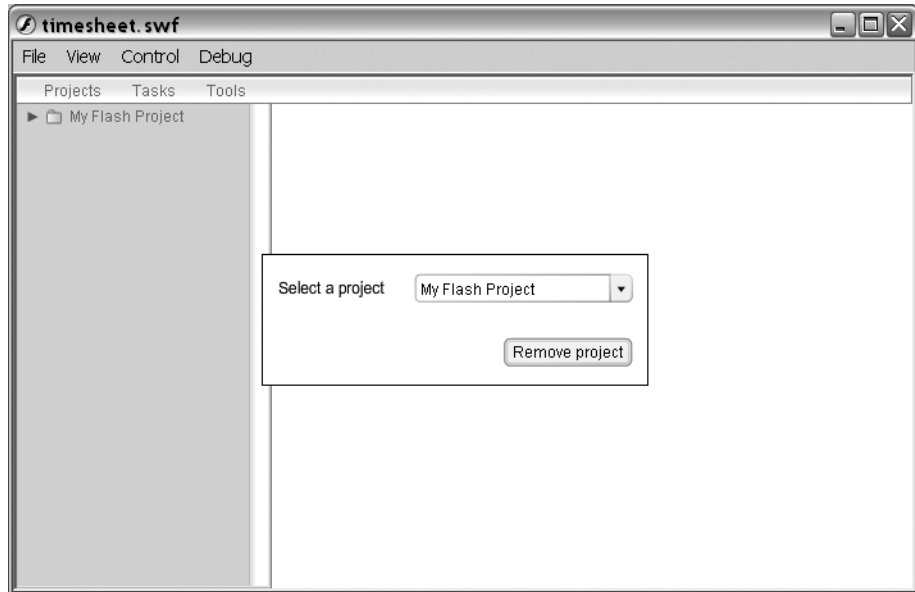 timesheet.swf
File View Control Debug
Projects Tasks Tools
My Flash Project
Select a project My Flash Project
Remove project